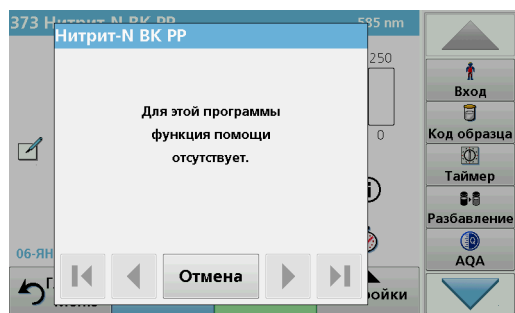 373 Нитрит-N ВК PP 585 nm
Нитрит-N ВК PP
250
Для этой программы
функция помощи
отсутствует.
0
06-ЯН
Отмена
Вход
Код образца
Таймер
Разбавление
AQA